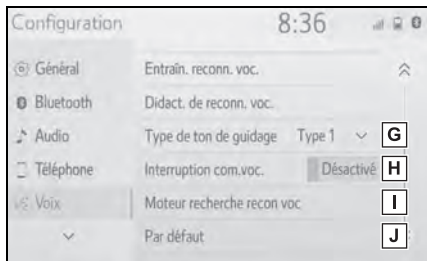 Configuration 8:36
Général Entraîn. reconn. voc.
Bluetooth Didact. de reconn. voc.
Audio Type de ton de guidage Type 1 G
Téléphone Interruption com.voc. Désactivé H
Voix Moteur recherche recon voc I
Par défaut J